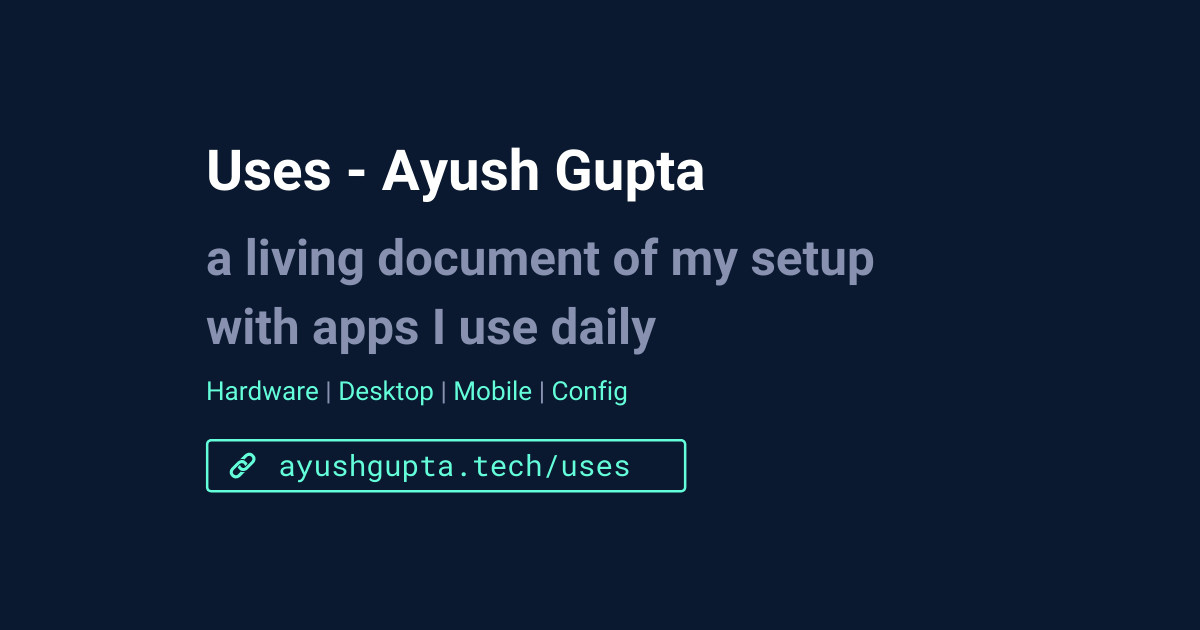 Uses - Ayush Gupta
a living document of my setup
with apps I use daily
Hardware | Desktop | Mobile | Config
ayushgupta.tech/uses